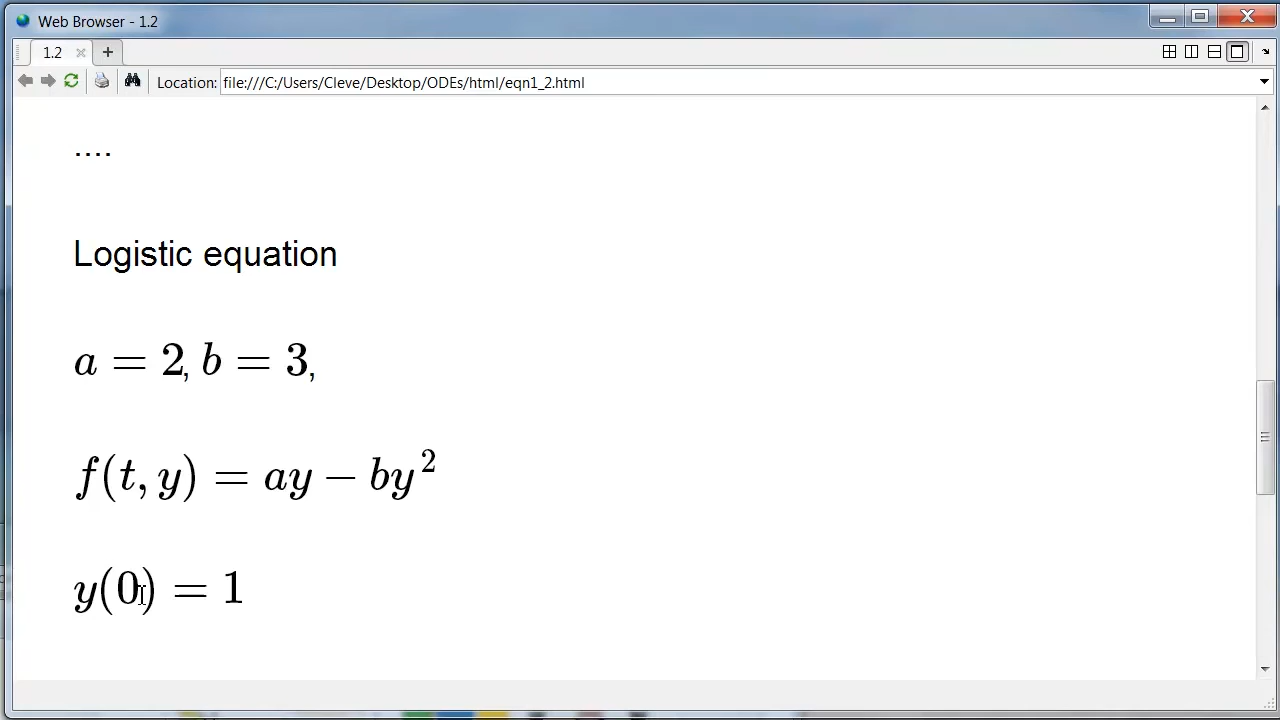 Web Browser - 1.2
1.2
Location: file:///C:/Users/Cleve/Desktop/ODEs/html/eqn1_2.html
....
Logistic equation
a = 2, b = 3,
f(t, y) = ay − by²
y(0) = 1